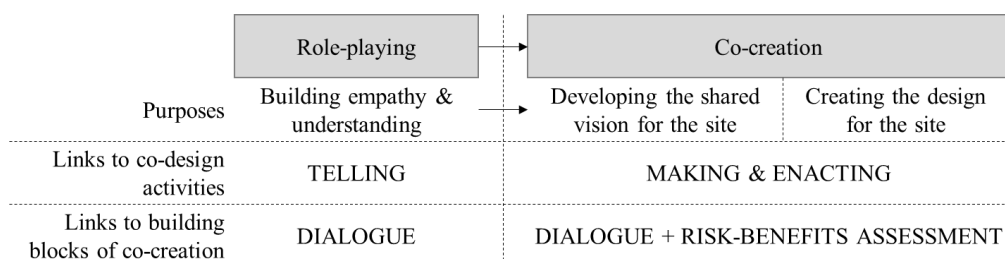 Role-playing
Co-creation
Purposes
Building empathy &
understanding
Developing the shared
vision for the site
Creating the design
for the site
Links to co-design
activities
TELLING
MAKING & ENACTING
Links to building
blocks of co-creation
DIALOGUE
DIALOGUE + RISK-BENEFITS ASSESSMENT